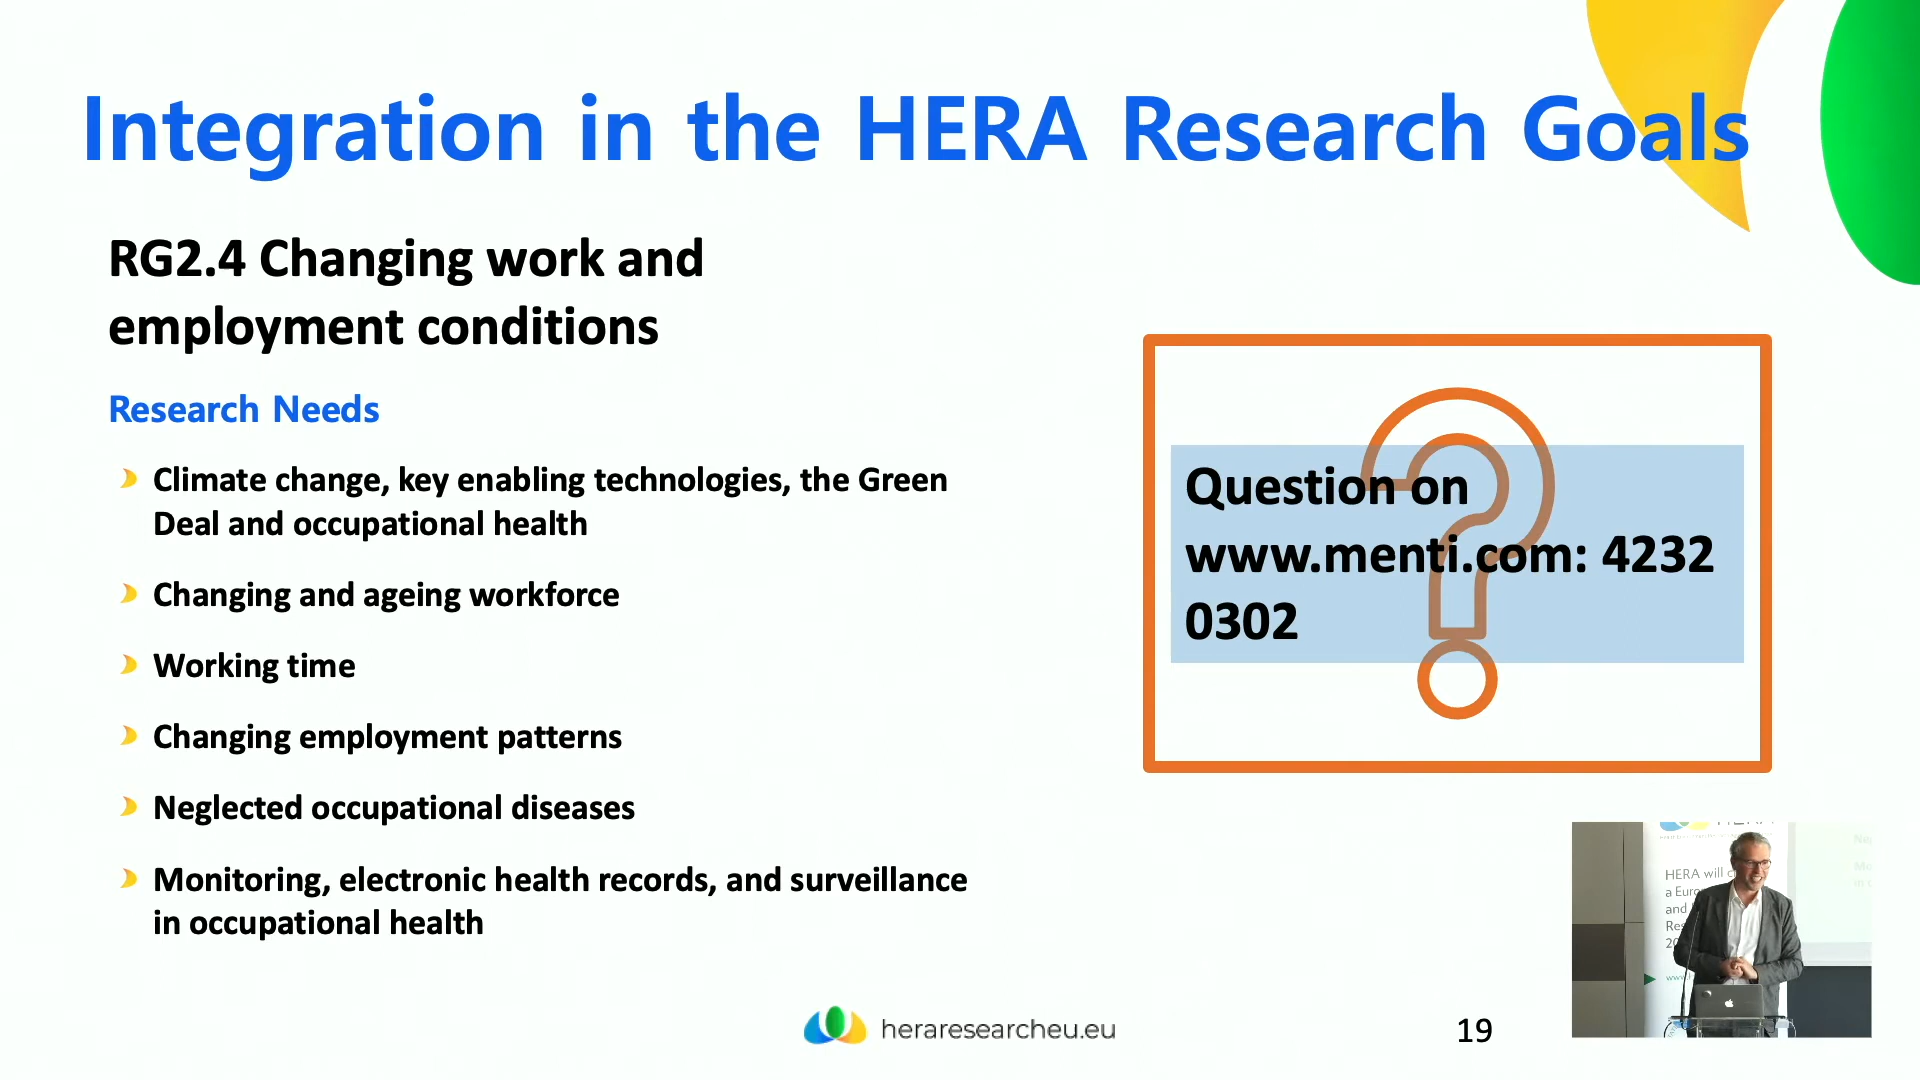 Integration in the HERA Research Goals
RG2.4 Changing work and
employment conditions
Research Needs
Climate change, key enabling technologies, the Green
Deal and occupational health
Changing and ageing workforce
Working time
Changing employment patterns
Neglected occupational diseases
Monitoring, electronic health records, and surveillance
in occupational health
Question on
www.menti.com: 4232
0302
heraresearcheu.eu
19
HERA will
a
and